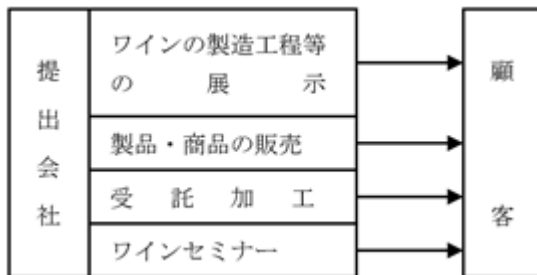 提出会社
ワインの製造工程等
の展示
製品・商品の販売
受託加工
ワインセミナー
顧客